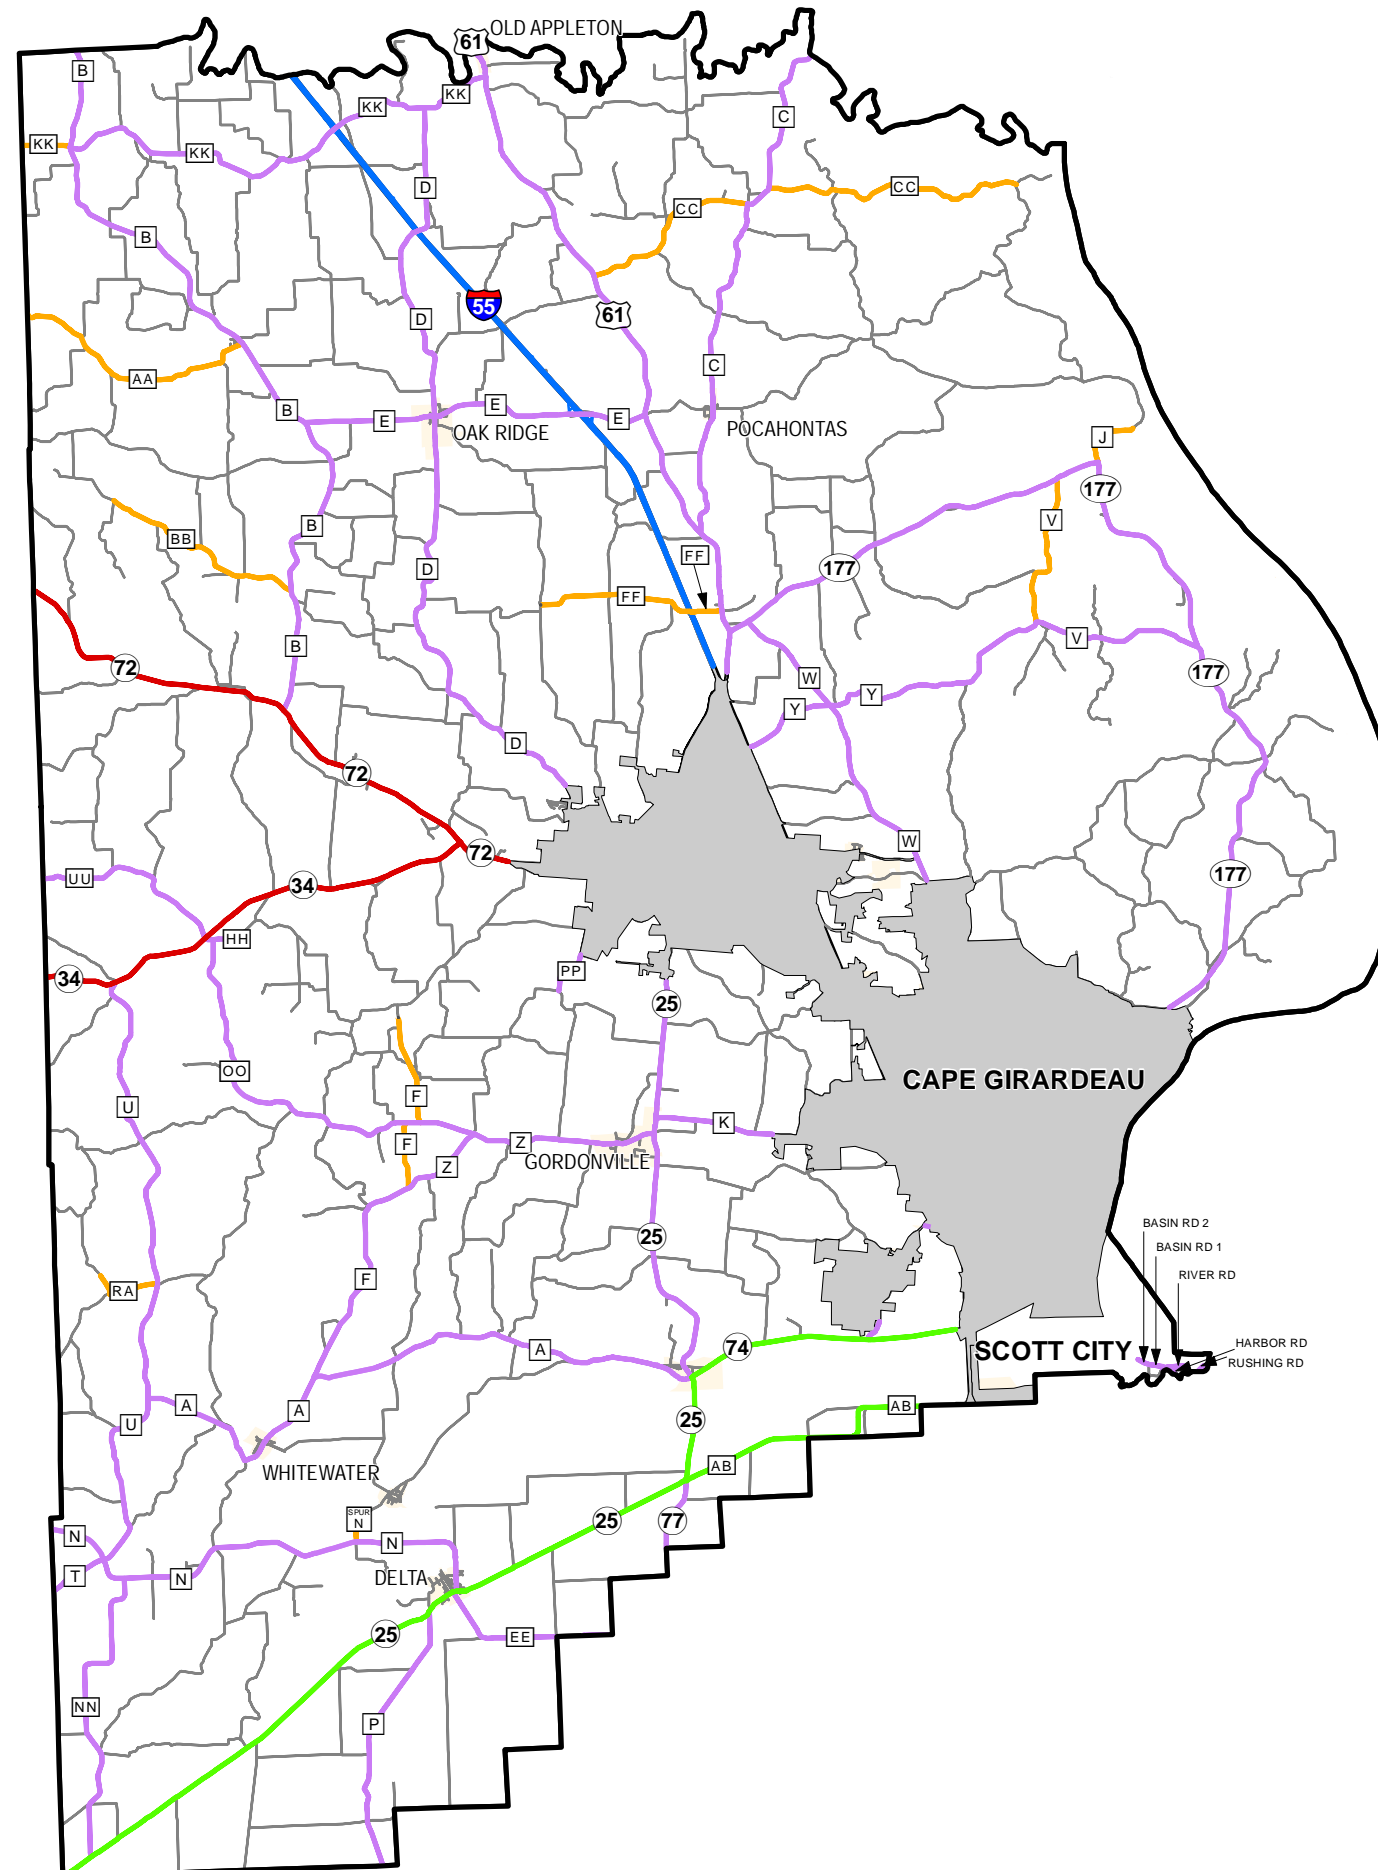 OLD APPLETON
61
B
KK
KK
C
KK
KK
D
CC
CC
B
55
61
D
C
AA
B
E
E
E
OAK RIDGE
POCAHONTAS
J
177
V
B
BB
FF
D
177
FF
B
V
72
W
177
Y
Y
D
72
W
72
34
177
UU
HH
34
PP
25
OO
CAPE GIRARDEAU
F
U
K
F
Z
Z
GORDONVILLE
BASIN RD 2
25
BASIN RD 1
RIVER RD
F
RA
HARBOR RD
74
A
SCOTT CITY
RUSHING RD
A
A
AB
25
U
AB
WHITEWATER
SPUR
N
25
77
N
N
T
N
DELTA
25
EE
NN
P